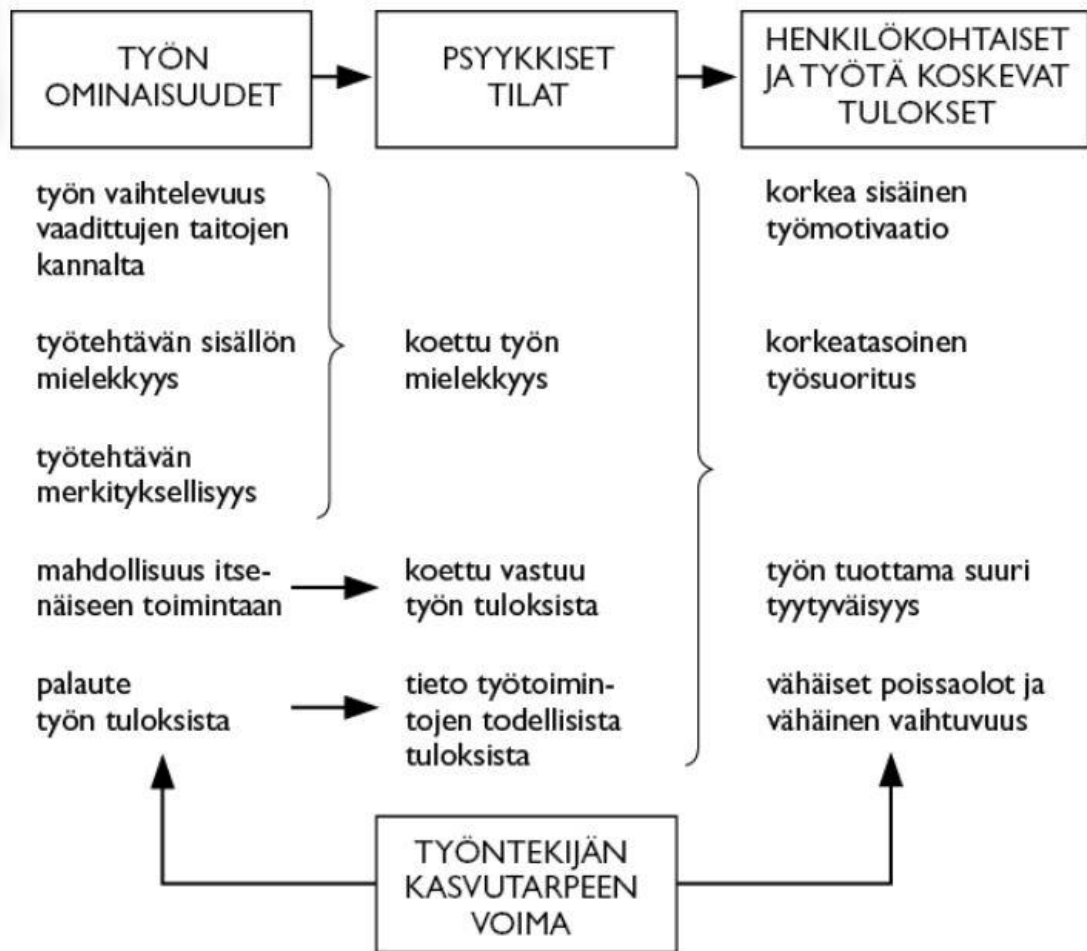 TYÖN
OMINAISUUDET
PSYYKKISET
TILAT
HENKILÖKOHTAISET
JA TYÖTÄ KOSKEVAT
TULOKSET
työn vaihtelevuus
vaadittujen taitojen
kannalta
korkea sisäinen
työmotivaatio
työtehtävän sisällön
mielekkyys
koettu työn
mielekkyys
korkeatasoinen
työsuoritus
työtehtävän
merkityksellisyys
mahdollisuus itse-
näiseen toimintaan
koettu vastuu
työn tuloksista
työn tuottama suuri
tyytyväisyys
palaute
työn tuloksista
tieto työtoimin-
tojen todellisista
tuloksista
vähäiset poissaolot ja
vähäinen vaihtuvuus
TYÖNTEKIJÄN
KASVUTARPEEN
VOIMA